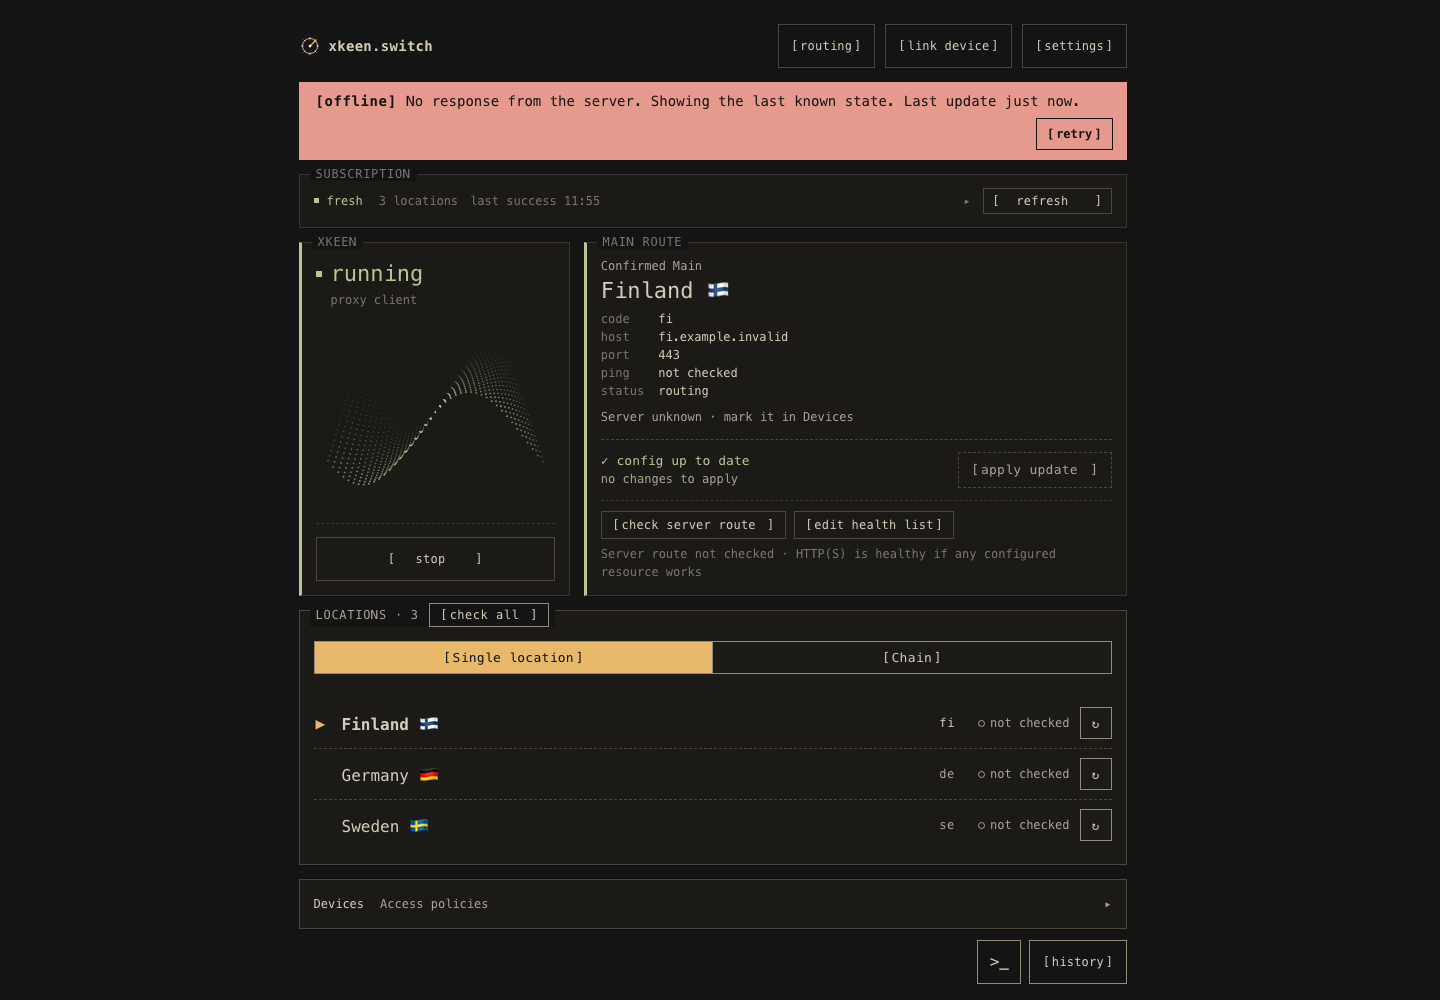 xkeen.switch
[routing] [link device] [settings]
[offline] No response from the server. Showing the last known state. Last update just now.
[retry]
SUBSCRIPTION
fresh 3 locations last success 11:55 ▸ [ refresh ]
XKEEN
running
proxy client
[ stop ]
MAIN ROUTE
Confirmed Main
Finland 🇫🇮
code fi
host fi.example.invalid
port 443
ping not checked
status routing
Server unknown · mark it in Devices
✓ config up to date
no changes to apply
[apply update ]
[check server route ] [edit health list]
Server route not checked · HTTP(S) is healthy if any configured
resource works
LOCATIONS · 3 [check all ]
[Single location] [Chain]
▶ Finland 🇫🇮 fi ○ not checked ↻
Germany 🇩🇪 de ○ not checked ↻
Sweden 🇸🇪 se ○ not checked ↻
Devices Access policies ▸
>_ [history]